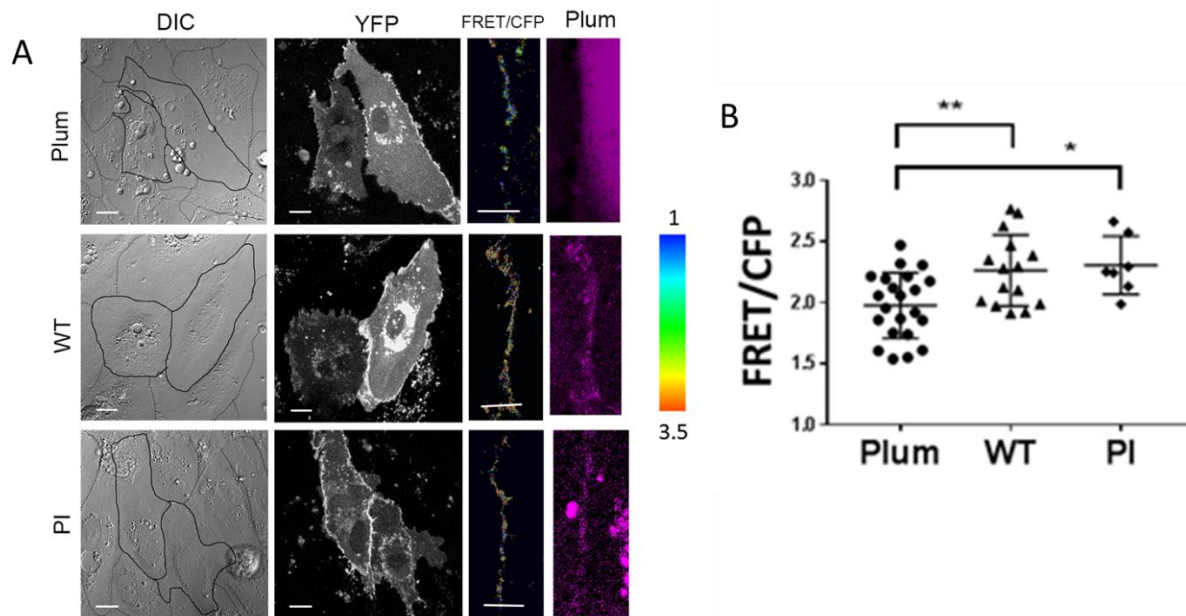 A
DIC
YFP
FRET/CFP
Plum
Plum
WT
PI
1
3.5
B
**
*
FRET/CFP
3.0
2.5
2.0
1.5
1.0
Plum
WT
PI